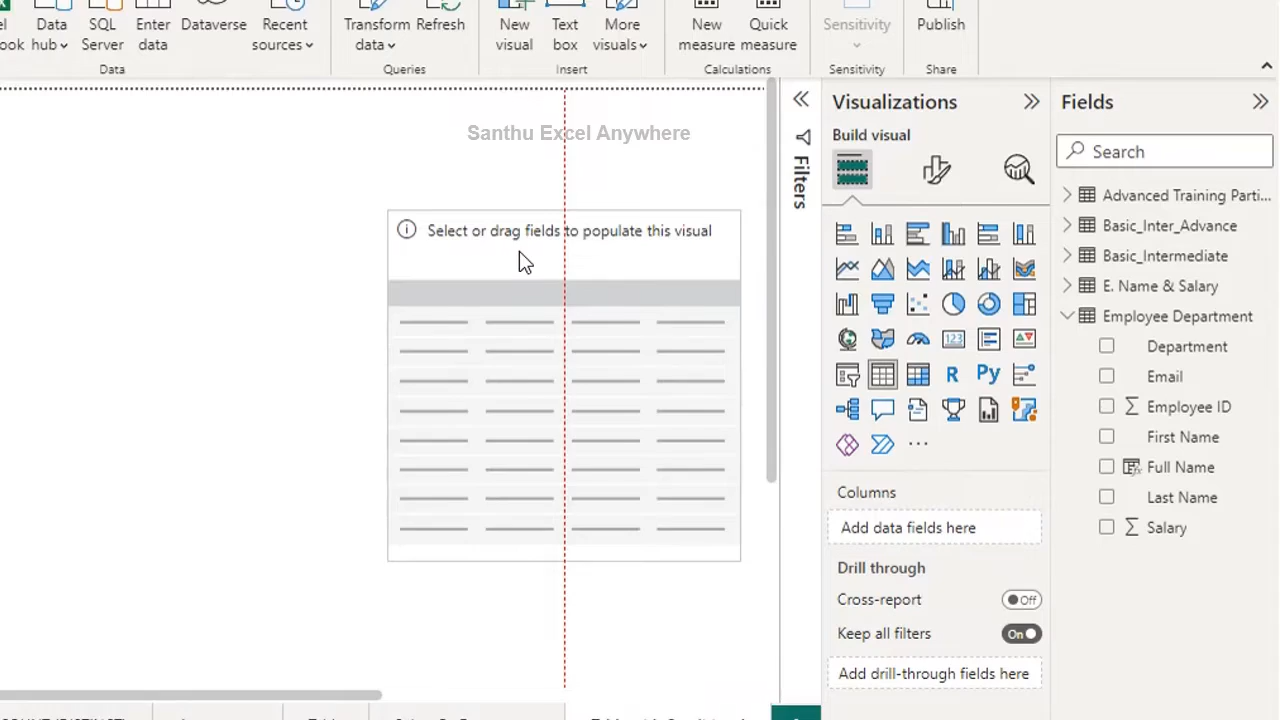 Data hub
SQL Server
Enter data
Dataverse
Recent sources
Transform data
Refresh
New visual
Text box
More visuals
New measure
Quick measure
Sensitivity
Publish
Data
Queries
Insert
Calculations
Sensitivity
Share
Santhu Excel Anywhere
Select or drag fields to populate this visual
Filters
Visualizations
Build visual
123
R
Py
Columns
Add data fields here
Drill through
Cross-report
Off
Keep all filters
On
Add drill-through fields here
Fields
Search
Advanced Training Parti...
Basic_Inter_Advance
Basic_Intermediate
E. Name & Salary
Employee Department
Department
Email
Σ Employee ID
First Name
Full Name
Last Name
Σ Salary